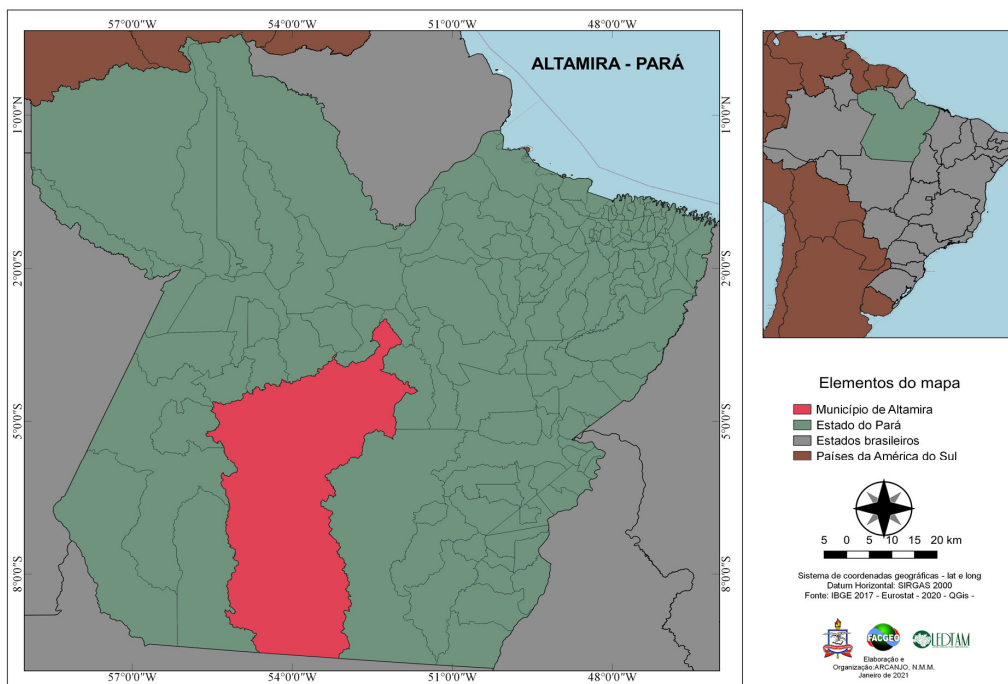 57°0'0"W 54°0'0"W 51°0'0"W 48°0'0"W
ALTAMIRA - PARÁ
1°0'0"N 1°0'0"N
2°0'0"S 2°0'0"S
5°0'0"S 5°0'0"S
8°0'0"S 8°0'0"S
57°0'0"W 54°0'0"W 51°0'0"W 48°0'0"W
Elementos do mapa
Município de Altamira
Estado do Pará
Estados brasileiros
Países da América do Sul
5 0 5 10 15 20 km
Sistema de coordenadas geográficas - lat e long
Datum Horizontal: SIRGAS 2000
Fonte: IBGE 2017 - Eurostat - 2020 - QGis -
FACGEO
LEDTAM
Elaboração e
Organização:ARCANJO, N.M.M.
Janeiro de 2021